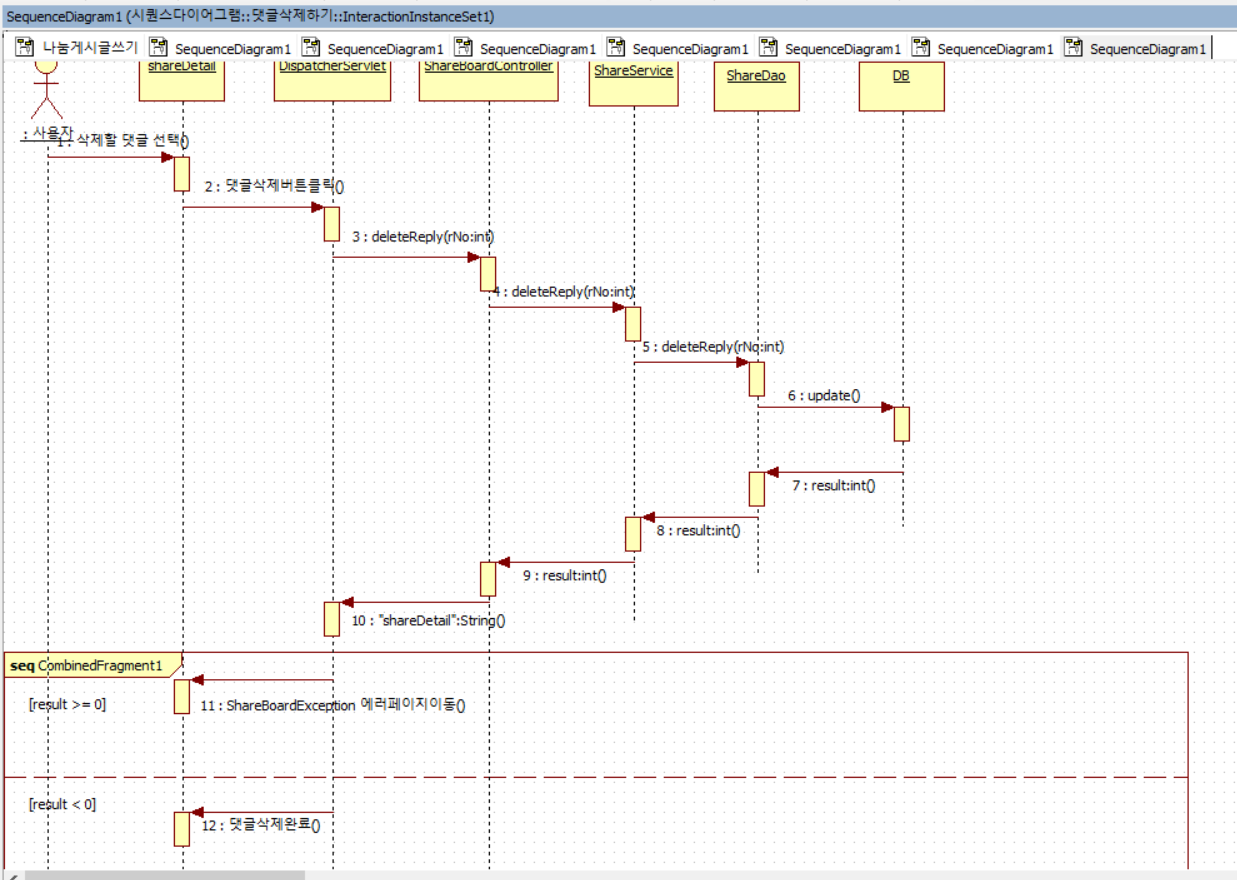 SequenceDiagram1 (시퀀스다이어그램::댓글삭제하기::InteractionInstanceSet1)
나눔게시글쓰기 SequenceDiagram1 SequenceDiagram1 SequenceDiagram1 SequenceDiagram1 SequenceDiagram1 SequenceDiagram1 SequenceDiagram1
shareDetail DispatcherServlet ShareBoardController ShareService ShareDao DB
: 사용자
1 : 삭제할 댓글 선택()
2 : 댓글삭제버튼클릭()
3 : deleteReply(rNo:int)
4 : deleteReply(rNo:int)
5 : deleteReply(rNo:int)
6 : update()
7 : result:int()
8 : result:int()
9 : result:int()
10 : "shareDetail":String()
seq CombinedFragment1
[result >= 0]
11 : ShareBoardException 에러페이지이동()
[result < 0]
12 : 댓글삭제완료()